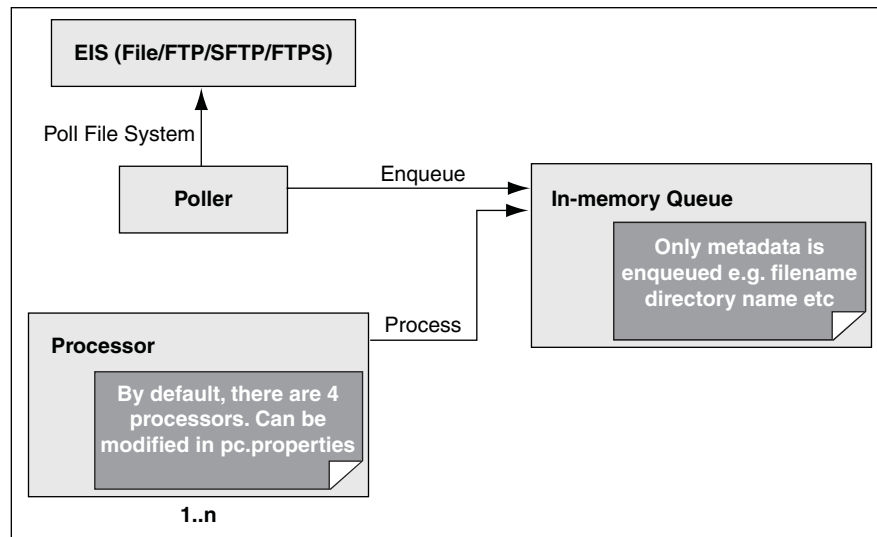 EIS (File/FTP/SFTP/FTPS)
Poll File System
Poller
Enqueue
In-memory Queue
Only metadata is
enqueued e.g. filename
directory name etc
Process
Processor
By default, there are 4
processors. Can be
modified in pc.properties
1..n